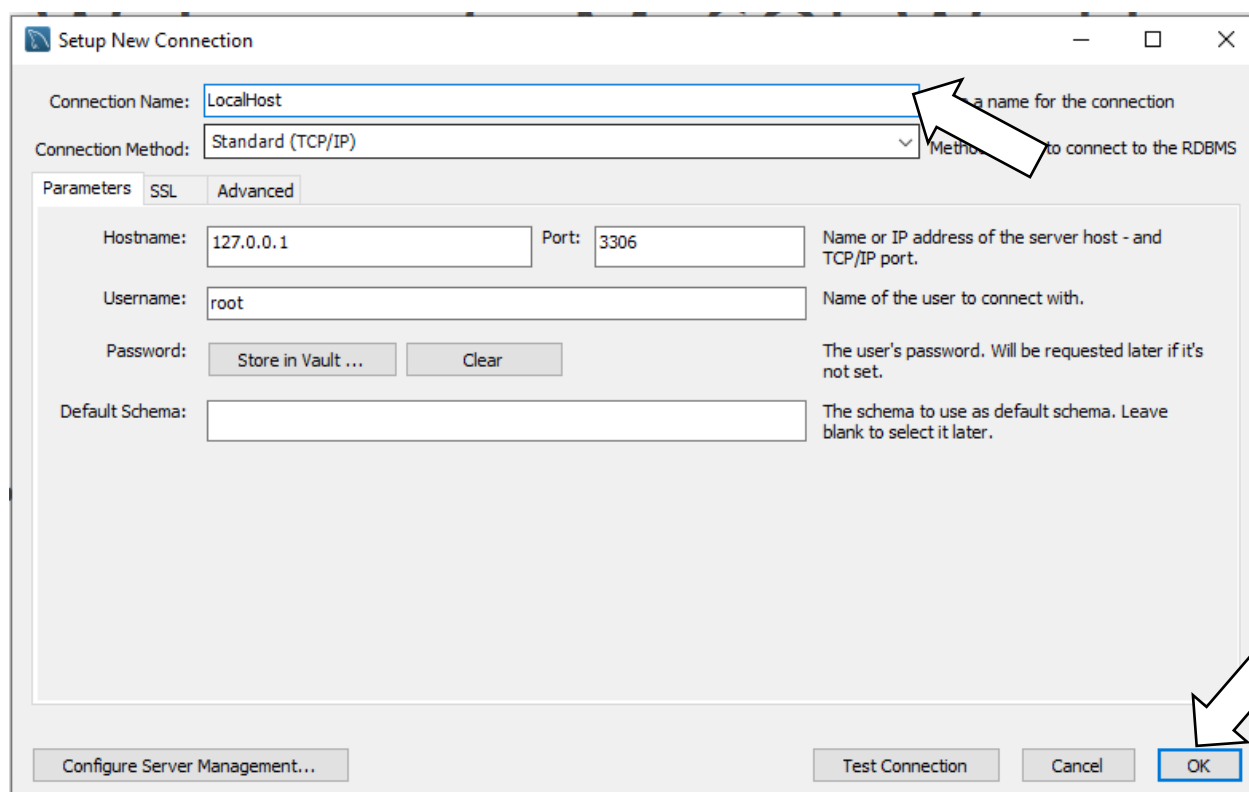 Setup New Connection
Connection Name: LocalHost a name for the connection
Connection Method: Standard (TCP/IP) to connect to the RDBMS
Parameters SSL Advanced
Hostname: 127.0.0.1 Port: 3306 Name or IP address of the server host - and
TCP/IP port.
Username: root Name of the user to connect with.
Password: Store in Vault ... Clear The user's password. Will be requested later if it's
not set.
Default Schema: The schema to use as default schema. Leave
blank to select it later.
Configure Server Management... Test Connection Cancel OK